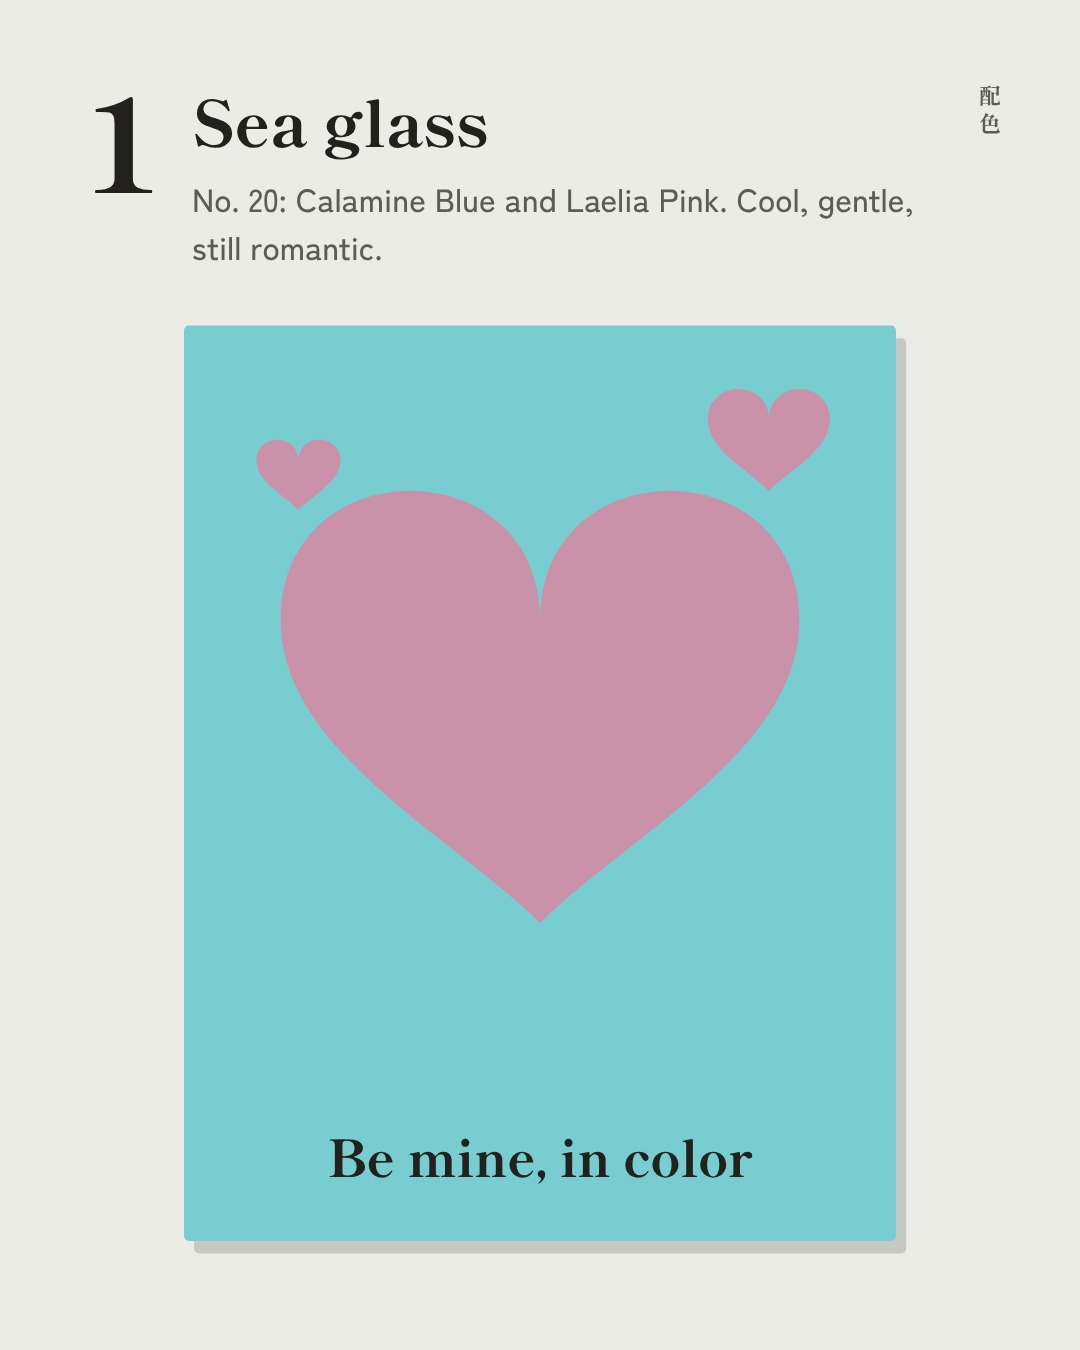 1
Sea glass
No. 20: Calamine Blue and Laelia Pink. Cool, gentle,
still romantic.
配色
Be mine, in color